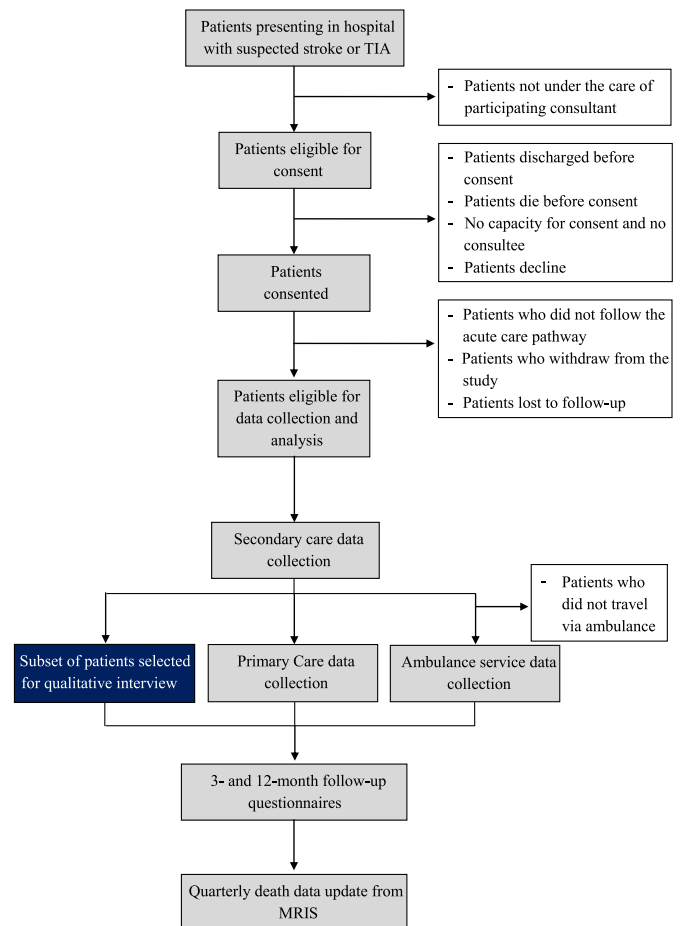 Patients presenting in hospital
with suspected stroke or TIA
- Patients not under the care of
participating consultant
Patients eligible for
consent
- Patients discharged before
consent
- Patients die before consent
- No capacity for consent and no
consultee
- Patients decline
Patients
consented
- Patients who did not follow the
acute care pathway
- Patients who withdraw from the
study
- Patients lost to follow-up
Patients eligible for
data collection and
analysis
Secondary care data
collection
- Patients who
did not travel
via ambulance
Subset of patients selected
for qualitative interview
Primary Care data
collection
Ambulance service data
collection
3- and 12-month follow-up
questionnaires
Quarterly death data update from
MRIS